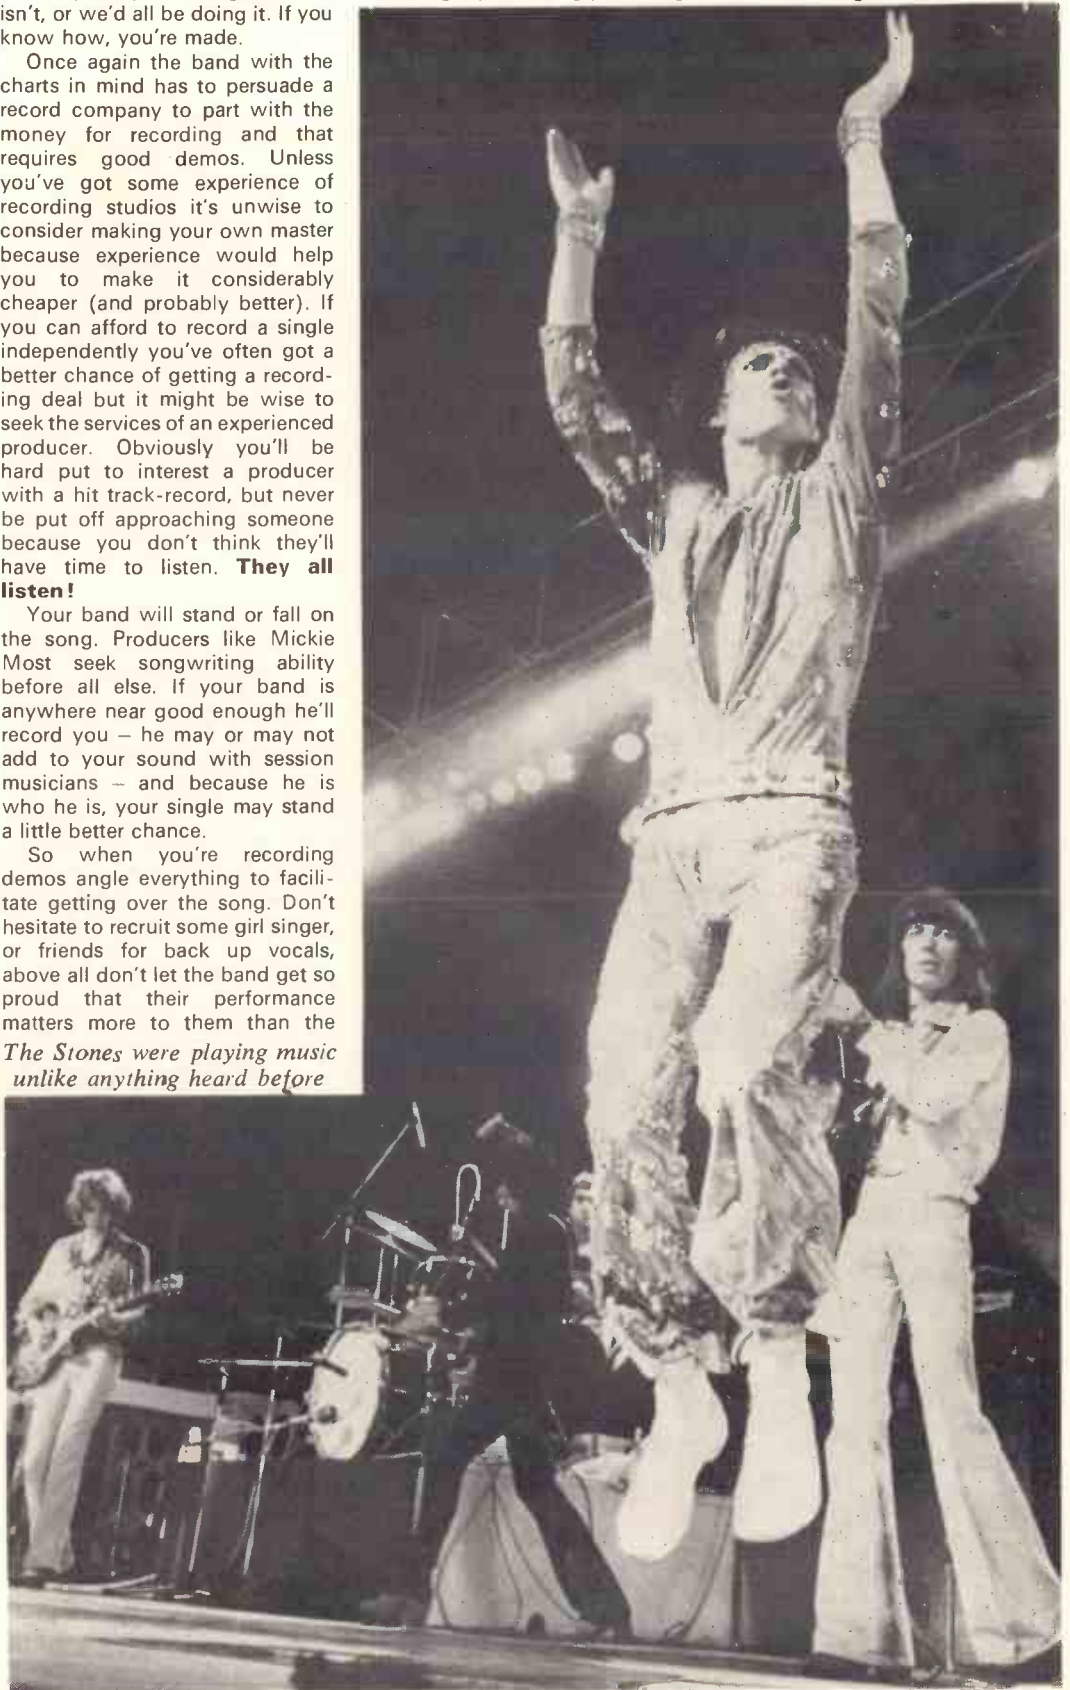 isn't, or we'd all be doing it. If you
know how, you're made.
Once again the band with the
charts in mind has to persuade a
record company to part with the
money for recording and that
requires good demos. Unless
you've got some experience of
recording studios it's unwise to
consider making your own master
because experience would help
you to make it considerably
cheaper (and probably better). If
you can afford to record a single
independently you've often got a
better chance of getting a record-
ing deal but it might be wise to
seek the services of an experienced
producer. Obviously you'll be
hard put to interest a producer
with a hit track-record, but never
be put off approaching someone
because you don't think they'll
have time to listen. They all
listen!
Your band will stand or fall on
the song. Producers like Mickie
Most seek songwriting ability
before all else. If your band is
anywhere near good enough he'll
record you – he may or may not
add to your sound with session
musicians – and because he is
who he is, your single may stand
a little better chance.
So when you're recording
demos angle everything to facili-
tate getting over the song. Don't
hesitate to recruit some girl singer,
or friends for back up vocals,
above all don't let the band get so
proud that their performance
matters more to them than the
The Stones were playing music
unlike anything heard before